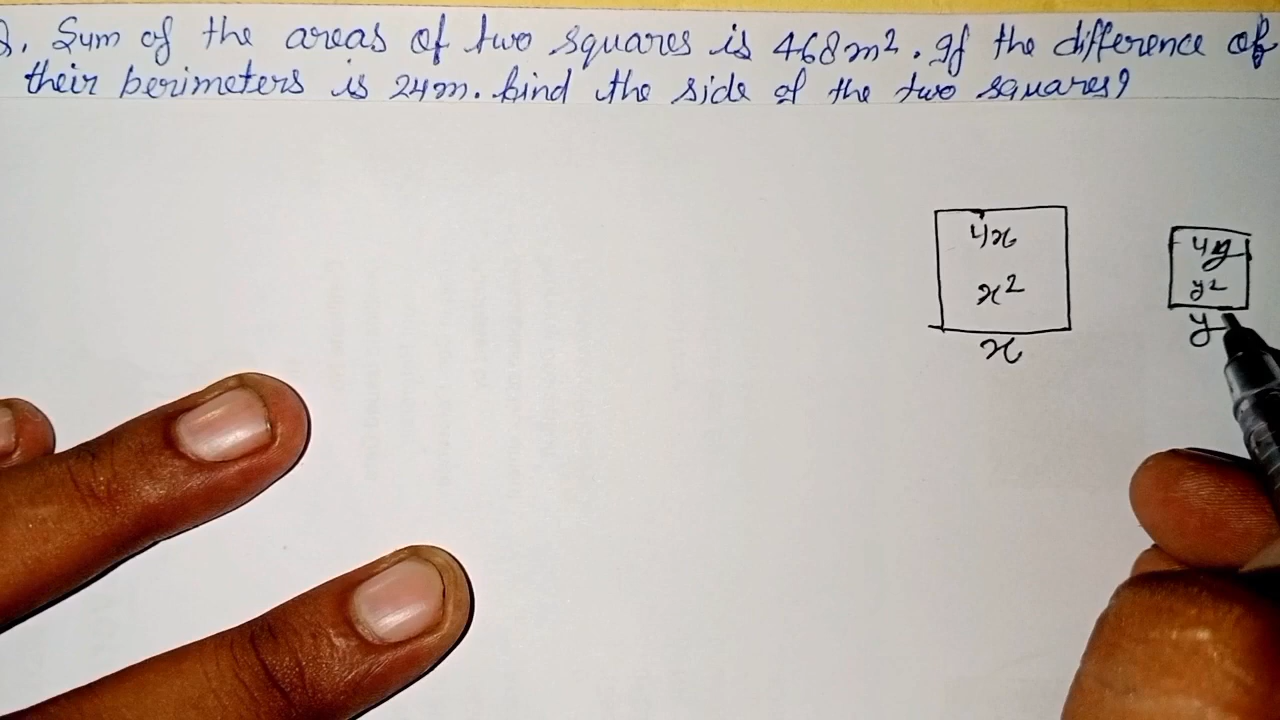 Q. Sum of the areas of two squares is 468m². If the difference of
their perimeters is 24m. find the side of the two squares?
4x
x²
x
4y
y²
y